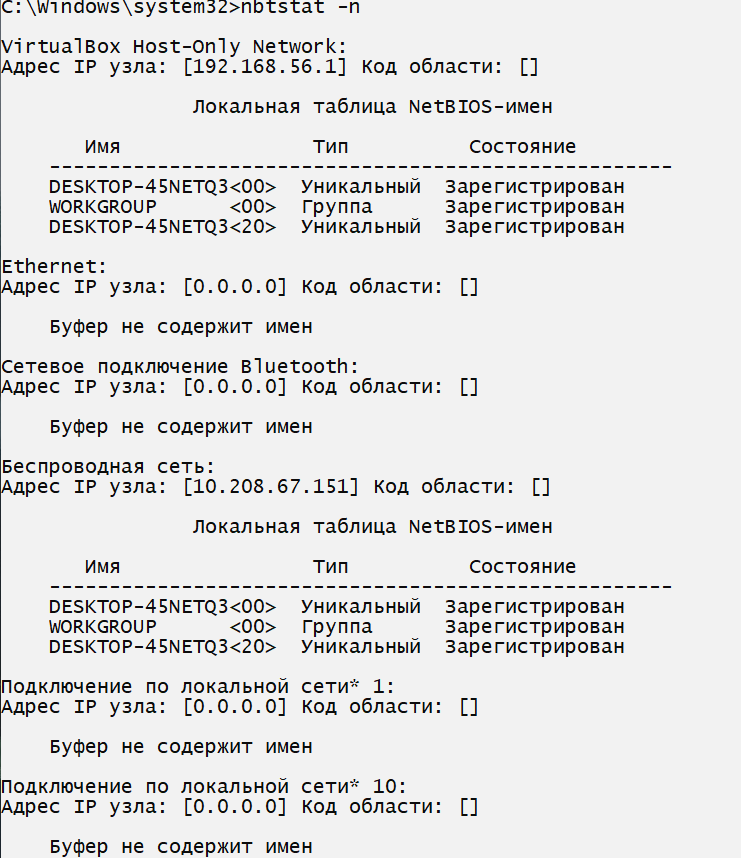 C:\Windows\system32>nbtstat -n
VirtualBox Host-Only Network:
Адрес IP узла: [192.168.56.1] Код области: []
Локальная таблица NetBIOS-имен
Имя Тип Состояние
----------------------------------------------------
DESKTOP-45NETQ3<00> Уникальный Зарегистрирован
WORKGROUP <00> Группа Зарегистрирован
DESKTOP-45NETQ3<20> Уникальный Зарегистрирован
Ethernet:
Адрес IP узла: [0.0.0.0] Код области: []
Буфер не содержит имен
Сетевое подключение Bluetooth:
Адрес IP узла: [0.0.0.0] Код области: []
Буфер не содержит имен
Беспроводная сеть:
Адрес IP узла: [10.208.67.151] Код области: []
Локальная таблица NetBIOS-имен
Имя Тип Состояние
----------------------------------------------------
DESKTOP-45NETQ3<00> Уникальный Зарегистрирован
WORKGROUP <00> Группа Зарегистрирован
DESKTOP-45NETQ3<20> Уникальный Зарегистрирован
Подключение по локальной сети* 1:
Адрес IP узла: [0.0.0.0] Код области: []
Буфер не содержит имен
Подключение по локальной сети* 10:
Адрес IP узла: [0.0.0.0] Код области: []
Буфер не содержит имен